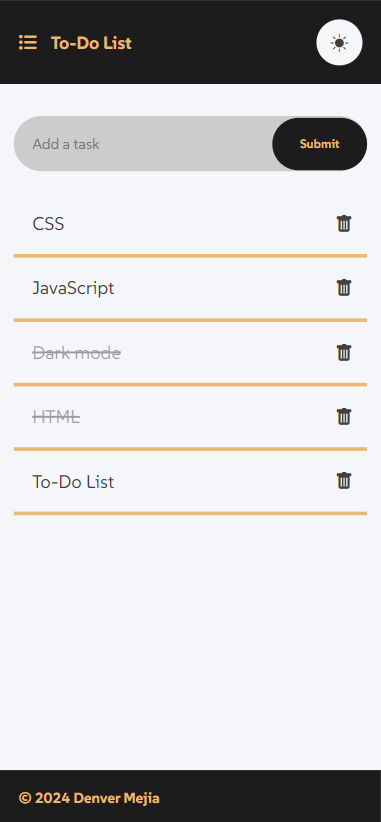 To-Do List
Add a task
Submit
CSS
JavaScript
Dark mode
HTML
To-Do List
© 2024 Denver Mejia